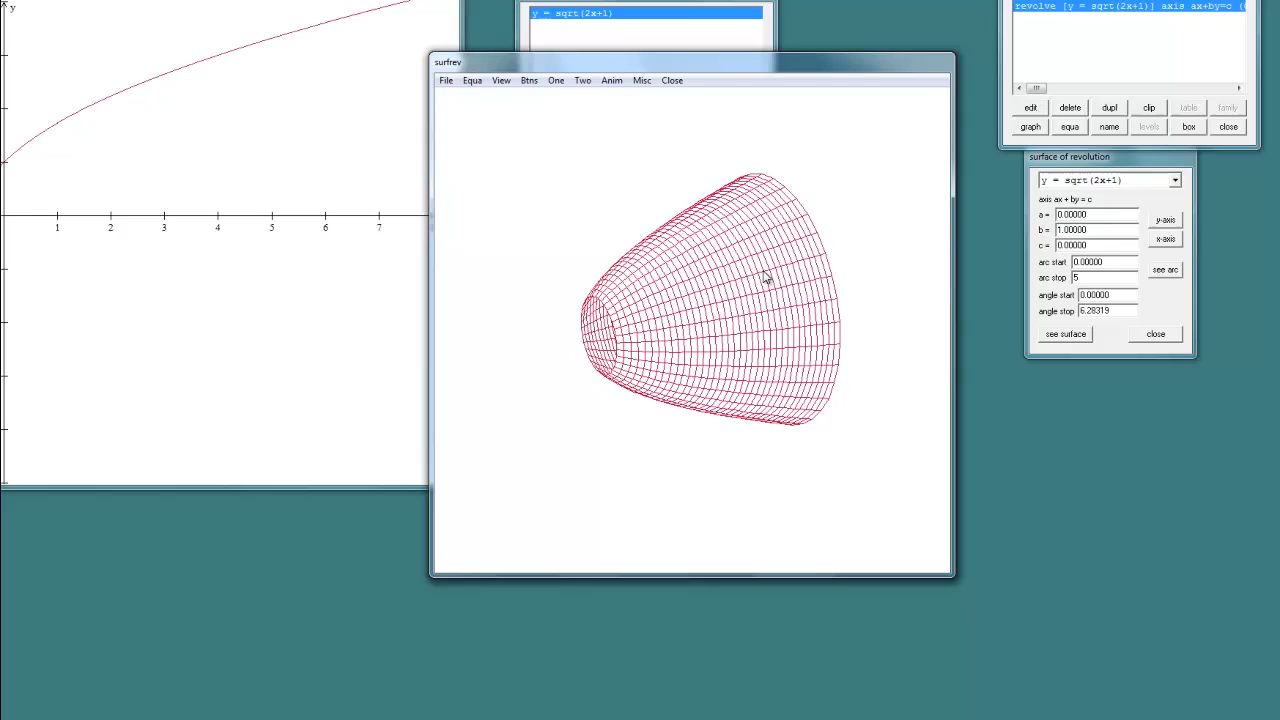 y
1
2
3
4
5
6
7
y = sqrt(2x+1)
surfrev
File Equa View Btns One Two Anim Misc Close
revolve [y = sqrt(2x+1)] axis ax+by=c
edit delete dupl clip table family
graph equa name levels box close
surface of revolution
y = sqrt(2x+1)
axis ax + by = c
a = 0.00000
y-axis
b = 1.00000
x-axis
c = 0.00000
arc start 0.00000
see arc
arc stop 5
angle start 0.00000
angle stop 6.28319
see surface close